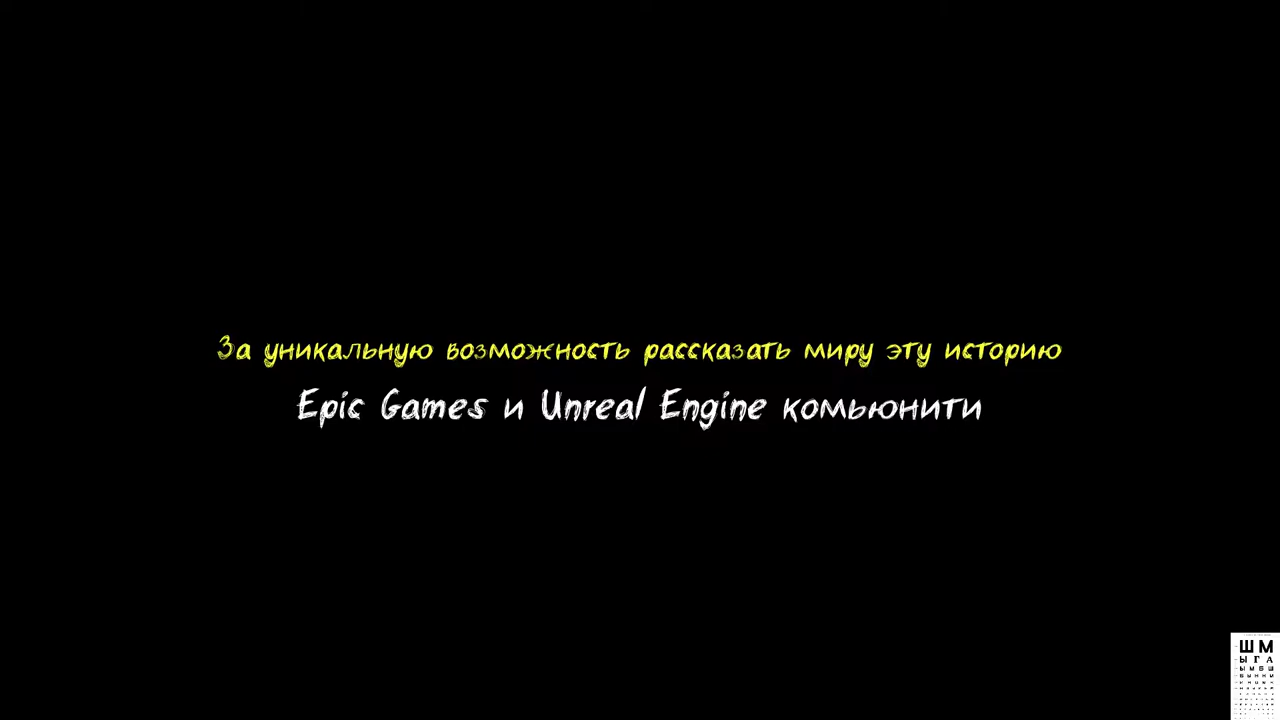 За уникальную возможность рассказать миру эту историю
Epic Games и Unreal Engine комьюнити
Ш М
Ы Г А
Ы М Б Ш
Б Ы Н К И